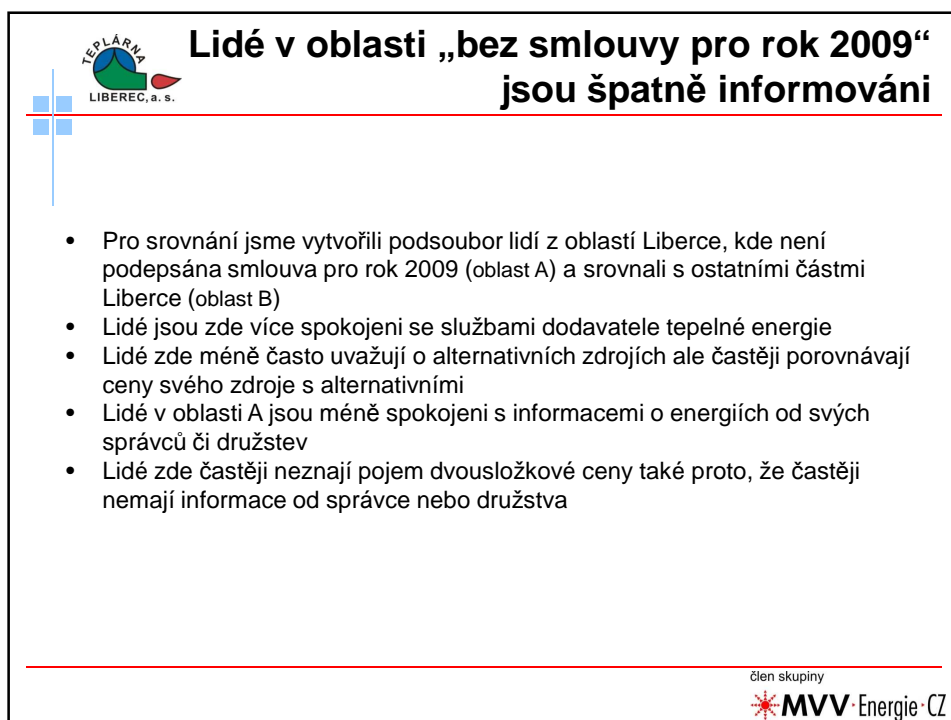 TEPLÁRNA
LIBEREC, a. s.
Lidé v oblasti „bez smlouvy pro rok 2009“
jsou špatně informováni
• Pro srovnání jsme vytvořili podsoubor lidí z oblastí Liberce, kde není
podepsána smlouva pro rok 2009 (oblast A) a srovnali s ostatními částmi
Liberce (oblast B)
• Lidé jsou zde více spokojeni se službami dodavatele tepelné energie
• Lidé zde méně často uvažují o alternativních zdrojích ale častěji porovnávají
ceny svého zdroje s alternativními
• Lidé v oblasti A jsou méně spokojeni s informacemi o energiích od svých
správců či družstev
• Lidé zde častěji neznají pojem dvousložkové ceny také proto, že častěji
nemají informace od správce nebo družstva
člen skupiny
MVV Energie CZ